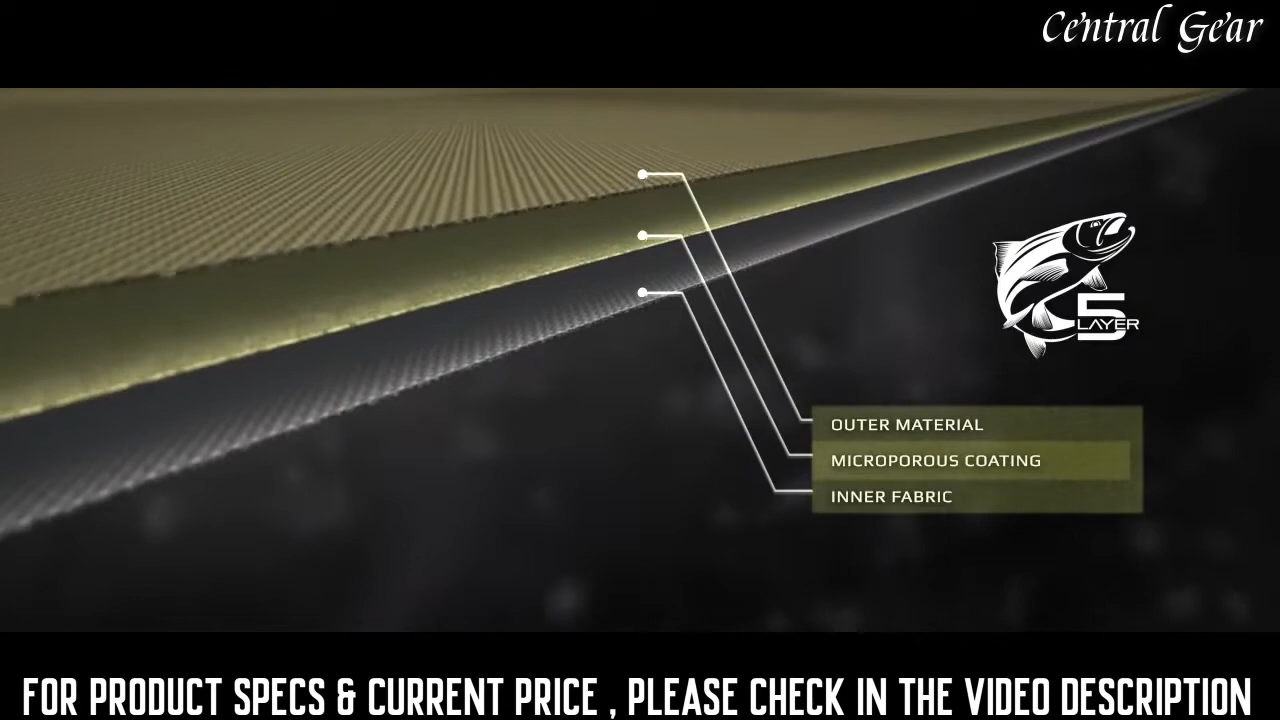 Central Gear
5
LAYER
OUTER MATERIAL
MICROPOROUS COATING
INNER FABRIC
FOR PRODUCT SPECS & CURRENT PRICE , PLEASE CHECK IN THE VIDEO DESCRIPTION